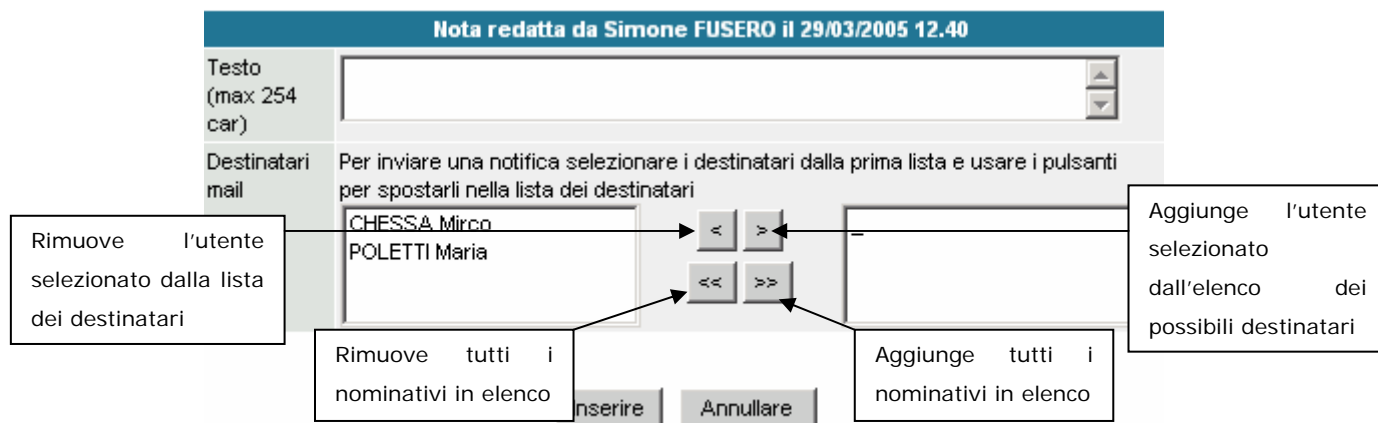 Nota redatta da Simone FUSERO il 29/03/2005 12.40
Testo
(max 254
car)
Destinatari
mail
Per inviare una notifica selezionare i destinatari dalla prima lista e usare i pulsanti
per spostarli nella lista dei destinatari
CHESSA Mirco
POLETTI Maria
< >
<< >>
_
Rimuove l'utente
selezionato dalla lista
dei destinatari
Aggiunge l'utente
selezionato
dall'elenco dei
possibili destinatari
Rimuove tutti i
nominativi in elenco
Aggiunge tutti i
nominativi in elenco
Inserire Annullare